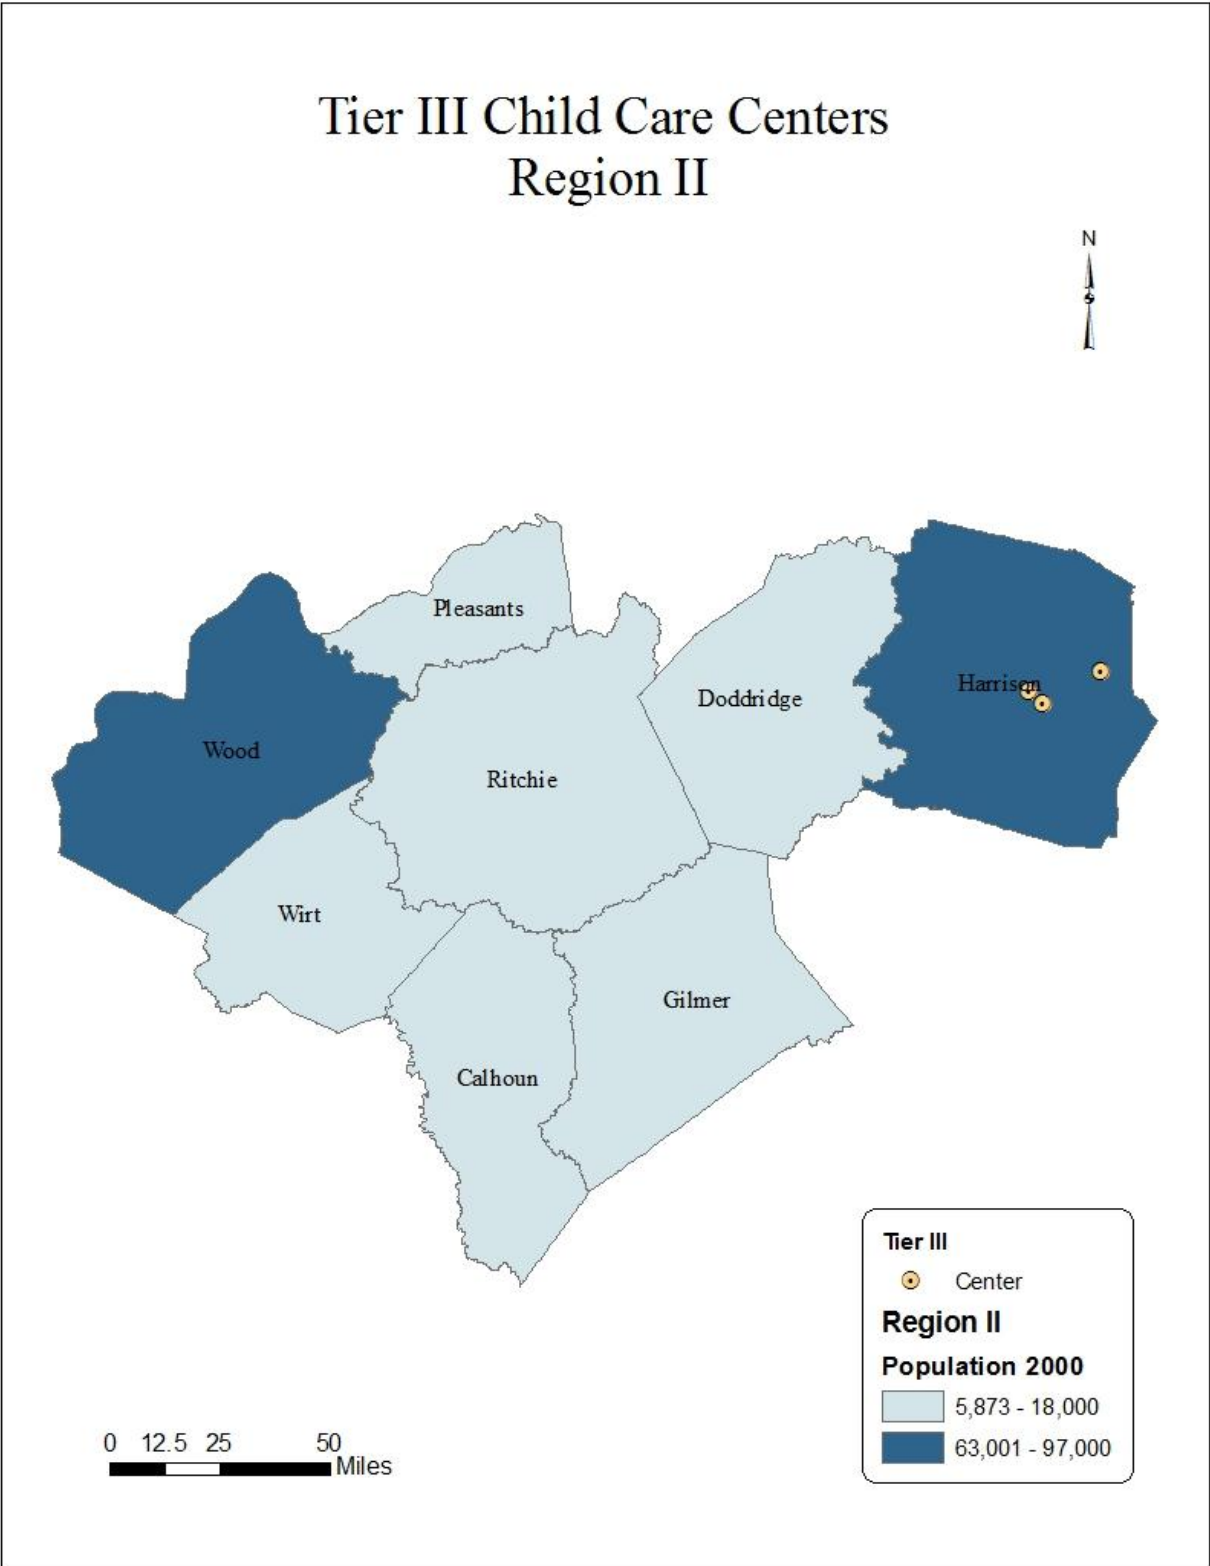 Tier III Child Care Centers
Region II
N
Pleasants
Harrison
Doddridge
Wood
Ritchie
Wirt
Gilmer
Calhoun
Tier III
Center
Region II
Population 2000
5,873 - 18,000
63,001 - 97,000
0 12.5 25 50
Miles